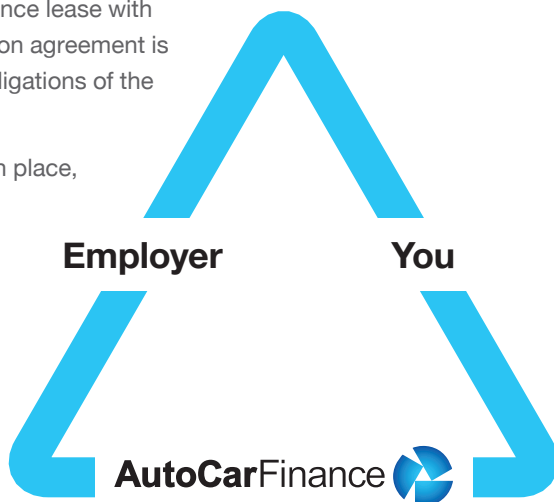 nce lease with
on agreement is
ligations of the
n place,
Employer
You
AutoCarFinance